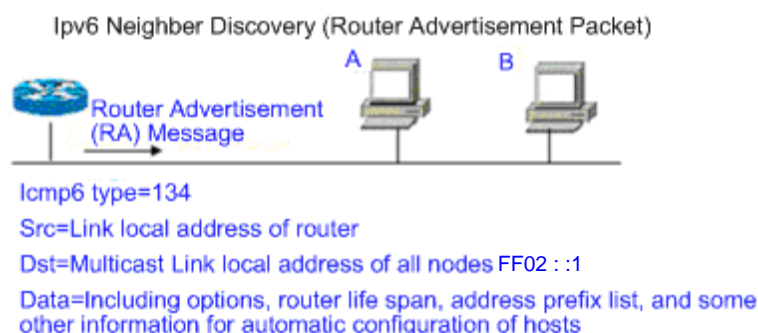 Ipv6 Neighber Discovery (Router Advertisement Packet)
A
B
Router Advertisement
(RA) Message
Icmp6 type=134
Src=Link local address of router
Dst=Multicast Link local address of all nodes FF02 : :1
Data=Including options, router life span, address prefix list, and some
other information for automatic configuration of hosts